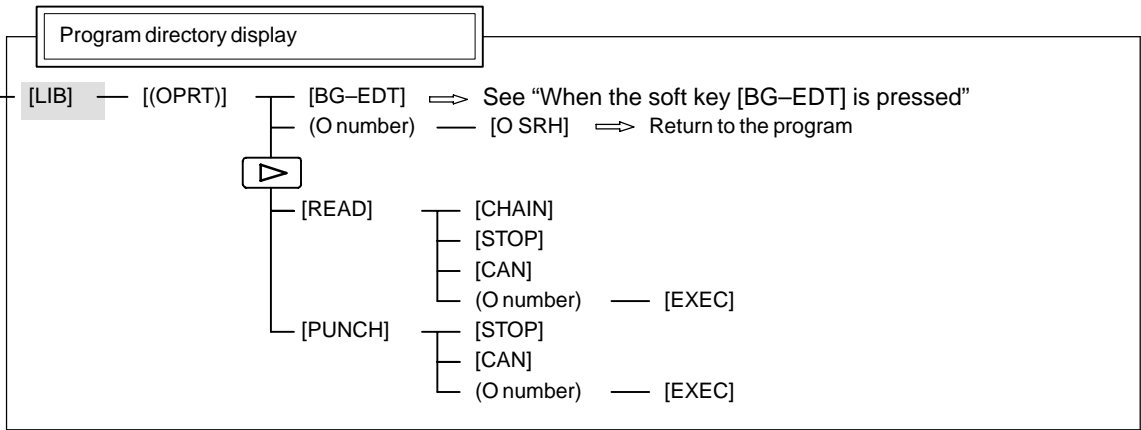 Program directory display
[LIB] [(OPRT)] [BG–EDT] See “When the soft key [BG–EDT] is pressed”
(O number) [O SRH] Return to the program
[READ] [CHAIN]
[STOP]
[CAN]
(O number) [EXEC]
[PUNCH] [STOP]
[CAN]
(O number) [EXEC]